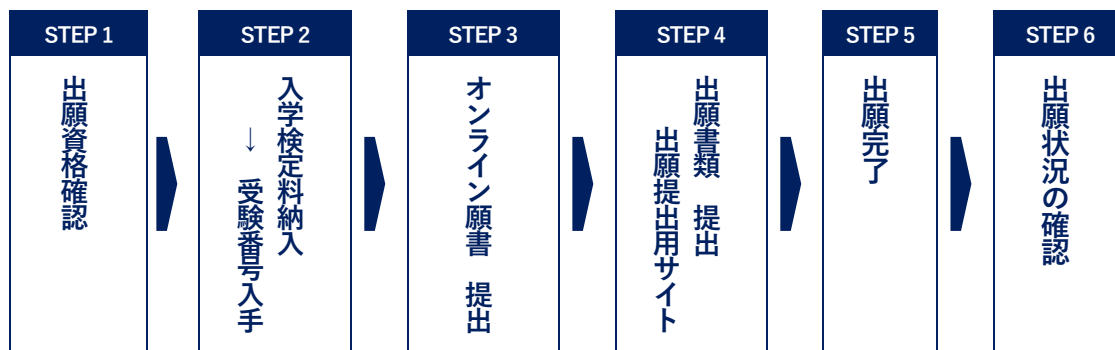 STEP 1
出願資格確認
STEP 2
入学検定料納入
↓ 受験番号入手
STEP 3
オンライン願書 提出
STEP 4
出願書類 提出
出願提出用サイト
STEP 5
出願完了
STEP 6
出願状況の確認